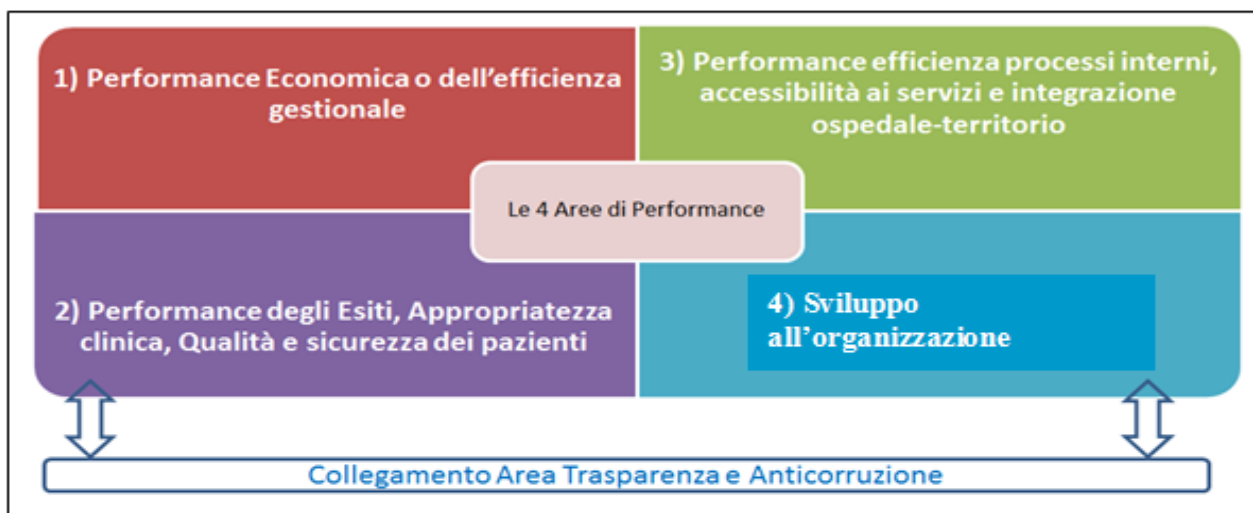 1) Performance Economica o dell’efficienza
gestionale
3) Performance efficienza processi interni,
accessibilità ai servizi e integrazione
ospedale-territorio
Le 4 Aree di Performance
2) Performance degli Esiti, Appropriatezza
clinica, Qualità e sicurezza dei pazienti
4) Sviluppo
all’organizzazione
Collegamento Area Trasparenza e Anticorruzione